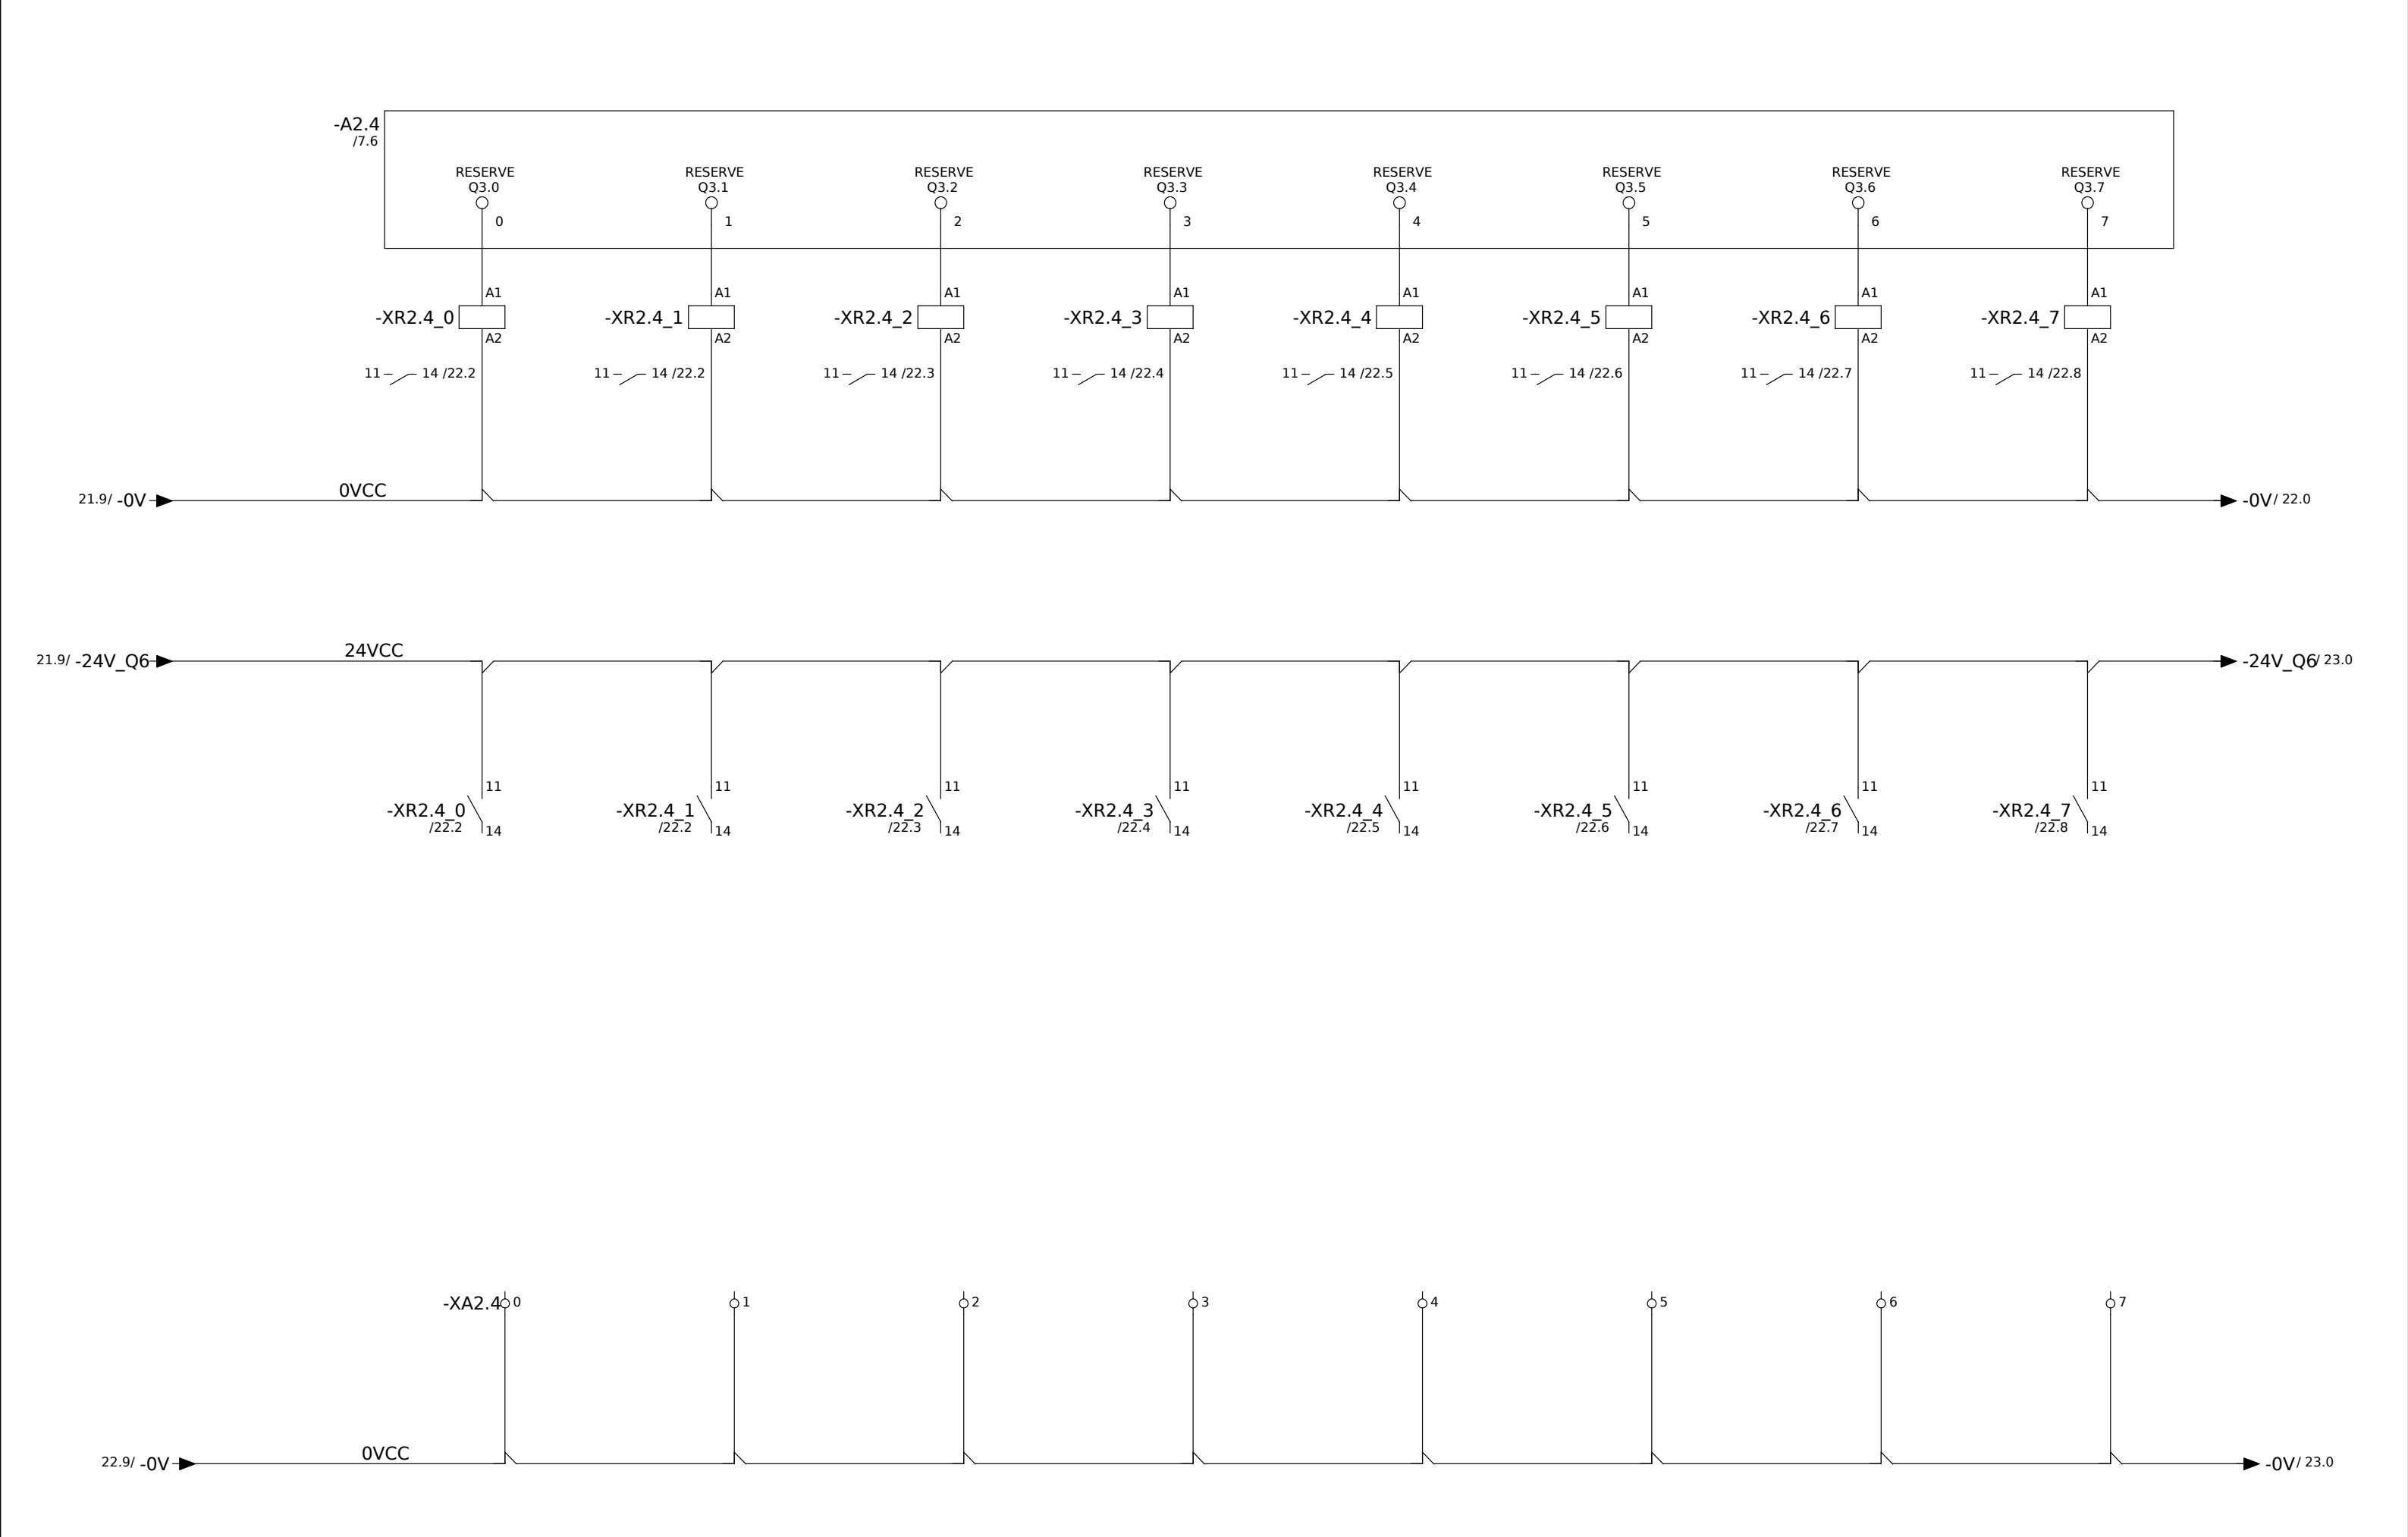 -A2.4
/7.6
RESERVE RESERVE RESERVE RESERVE RESERVE RESERVE RESERVE RESERVE
Q3.0 Q3.1 Q3.2 Q3.3 Q3.4 Q3.5 Q3.6 Q3.7
0 1 2 3 4 5 6 7
A1 A1 A1 A1 A1 A1 A1 A1
-XR2.4_0 -XR2.4_1 -XR2.4_2 -XR2.4_3 -XR2.4_4 -XR2.4_5 -XR2.4_6 -XR2.4_7
A2 A2 A2 A2 A2 A2 A2 A2
11 14 /22.2 11 14 /22.2 11 14 /22.3 11 14 /22.4 11 14 /22.5 11 14 /22.6 11 14 /22.7 11 14 /22.8
0VCC
21.9/ -0V -0V/ 22.0
24VCC
21.9/ -24V_Q6 -24V_Q6/ 23.0
11 11 11 11 11 11 11 11
-XR2.4_0 -XR2.4_1 -XR2.4_2 -XR2.4_3 -XR2.4_4 -XR2.4_5 -XR2.4_6 -XR2.4_7
/22.2 /22.2 /22.3 /22.4 /22.5 /22.6 /22.7 /22.8
14 14 14 14 14 14 14 14
-XA2.4 0 1 2 3 4 5 6 7
0VCC
22.9/ -0V -0V/ 23.0